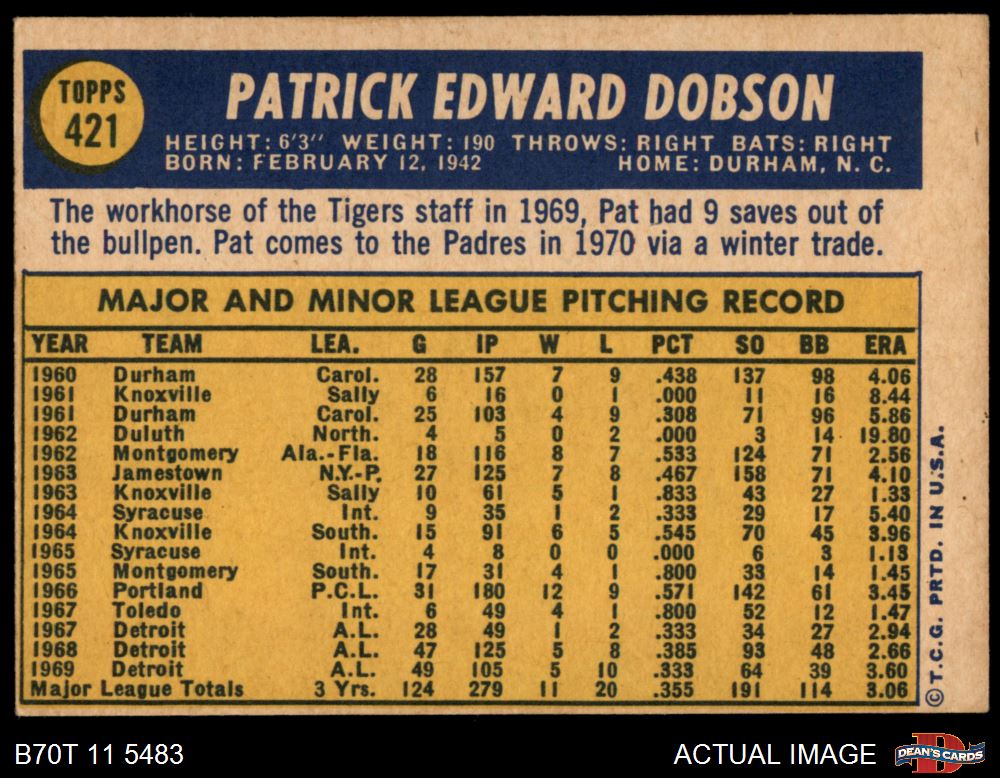 TOPPS
421
PATRICK EDWARD DOBSON
HEIGHT: 6'3" WEIGHT: 190 THROWS: RIGHT BATS: RIGHT
BORN: FEBRUARY 12, 1942 HOME: DURHAM, N. C.
The workhorse of the Tigers staff in 1969, Pat had 9 saves out of
the bullpen. Pat comes to the Padres in 1970 via a winter trade.
MAJOR AND MINOR LEAGUE PITCHING RECORD
YEAR TEAM LEA. G IP W L PCT SO BB ERA
1960 Durham Carol. 28 157 7 9 .438 137 98 4.06
1961 Knoxville Sally 6 16 0 1 .000 11 16 8.44
1961 Durham Carol. 25 103 4 9 .308 71 96 5.86
1962 Duluth North. 4 5 0 2 .000 3 14 19.80
1962 Montgomery Ala.-Fla. 18 116 8 7 .533 124 71 2.56
1963 Jamestown N.Y.-P. 27 125 7 8 .467 158 71 4.10
1963 Knoxville Sally 10 61 5 1 .833 43 27 1.33
1964 Syracuse Int. 9 35 1 2 .333 29 17 5.40
1964 Knoxville South. 15 91 6 5 .545 70 45 3.96
1965 Syracuse Int. 4 8 0 0 .000 6 3 1.13
1965 Montgomery South. 17 31 4 1 .800 33 14 1.45
1966 Portland P.C.L. 31 180 12 9 .571 142 61 3.45
1967 Toledo Int. 6 49 4 1 .800 52 12 1.47
1967 Detroit A.L. 28 49 1 2 .333 34 27 2.94
1968 Detroit A.L. 47 125 5 8 .385 93 48 2.66
1969 Detroit A.L. 49 105 5 10 .333 64 39 3.60
Major League Totals 3 Yrs. 124 279 11 20 .355 191 114 3.06
© T.C.G. PRTD. IN U.S.A.
B70T 11 5483
ACTUAL IMAGE
DEAN'S CARDS